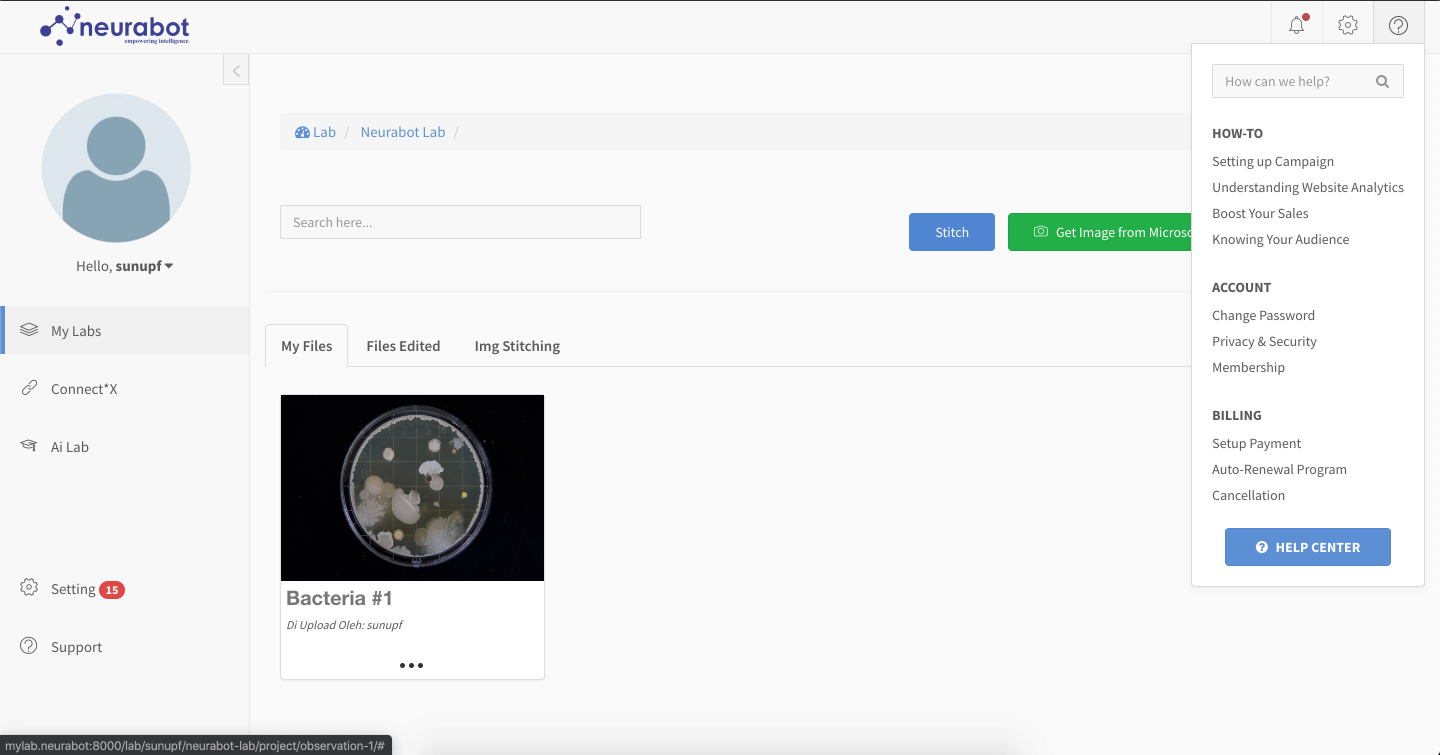 neurabot
empowering intelligence
How can we help?
HOW-TO
Setting up Campaign
Understanding Website Analytics
Boost Your Sales
Knowing Your Audience
ACCOUNT
Change Password
Privacy & Security
Membership
BILLING
Setup Payment
Auto-Renewal Program
Cancellation
HELP CENTER
Hello, sunupf
My Labs
Connect*X
Ai Lab
Setting 15
Support
Lab / Neurabot Lab /
Search here...
Stitch
Get Image from Microsc
My Files
Files Edited
Img Stitching
Bacteria #1
Di Upload Oleh: sunupf
mylab.neurabot:8000/lab/sunupf/neurabot-lab/project/observation-1/#